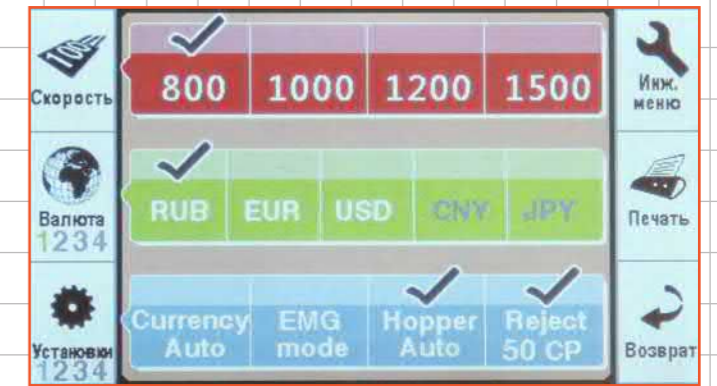 100
Скорость
800 1000 1200 1500
Инж.
меню
Валюта
1234
RUB EUR USD CNY JPY
Печать
Установки
1234
Currency Auto
EMG mode
Hopper Auto
Reject 50 CP
Возврат